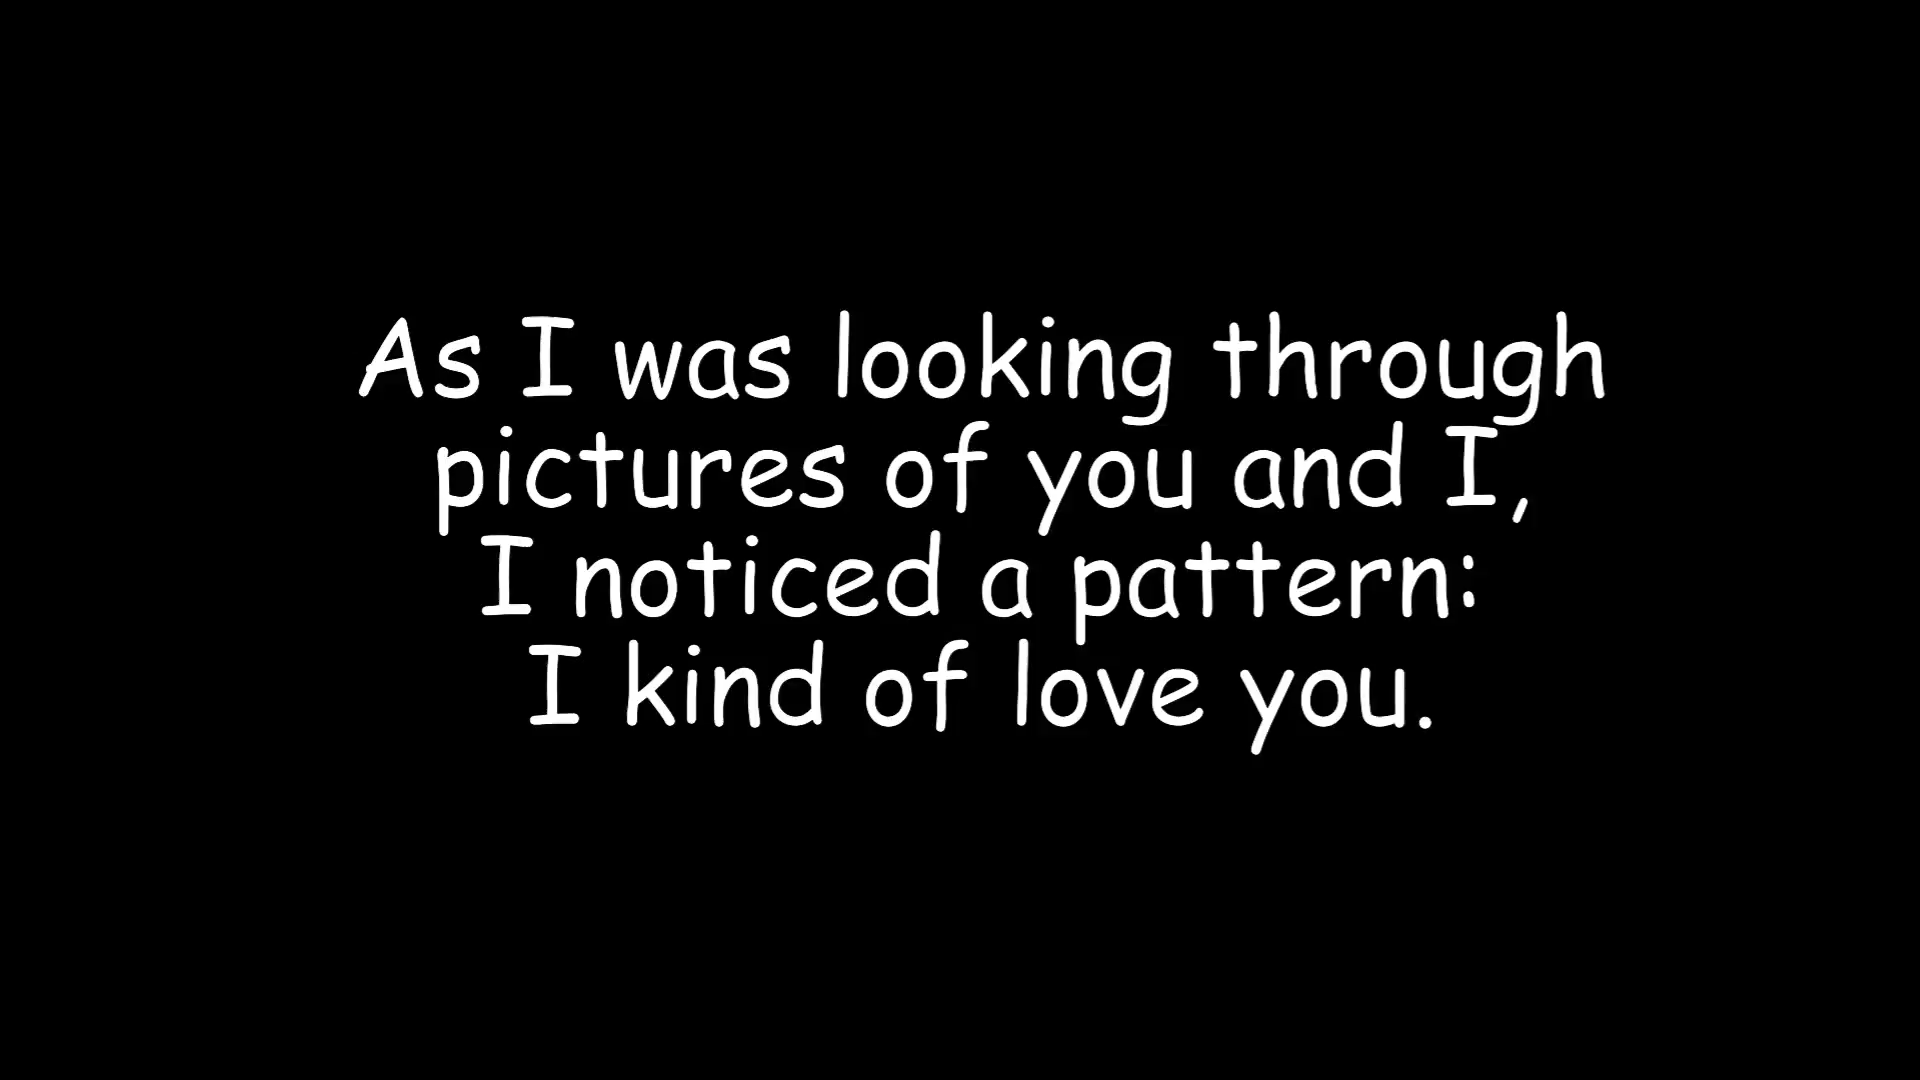 As I was looking through
pictures of you and I,
I noticed a pattern:
I kind of love you.